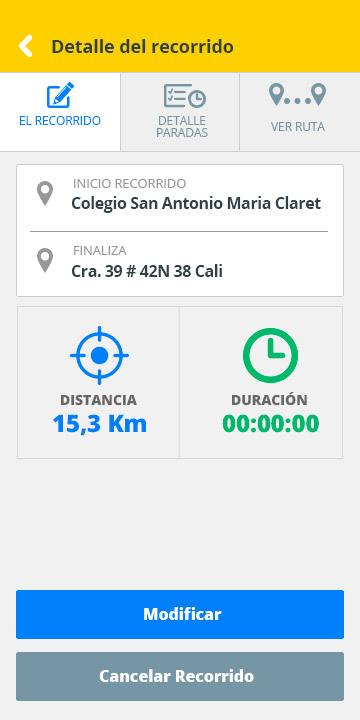 Detalle del recorrido
EL RECORRIDO
DETALLE
PARADAS
VER RUTA
INICIO RECORRIDO
Colegio San Antonio Maria Claret
FINALIZA
Cra. 39 # 42N 38 Cali
DISTANCIA
15,3 Km
DURACIÓN
00:00:00
Modificar
Cancelar Recorrido